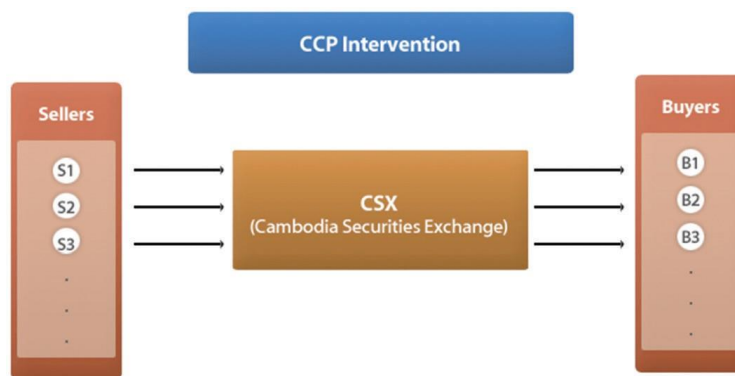 CCP Intervention
Sellers
S1
S2
S3
.
.
.
CSX
(Cambodia Securities Exchange)
Buyers
B1
B2
B3
.
.
.